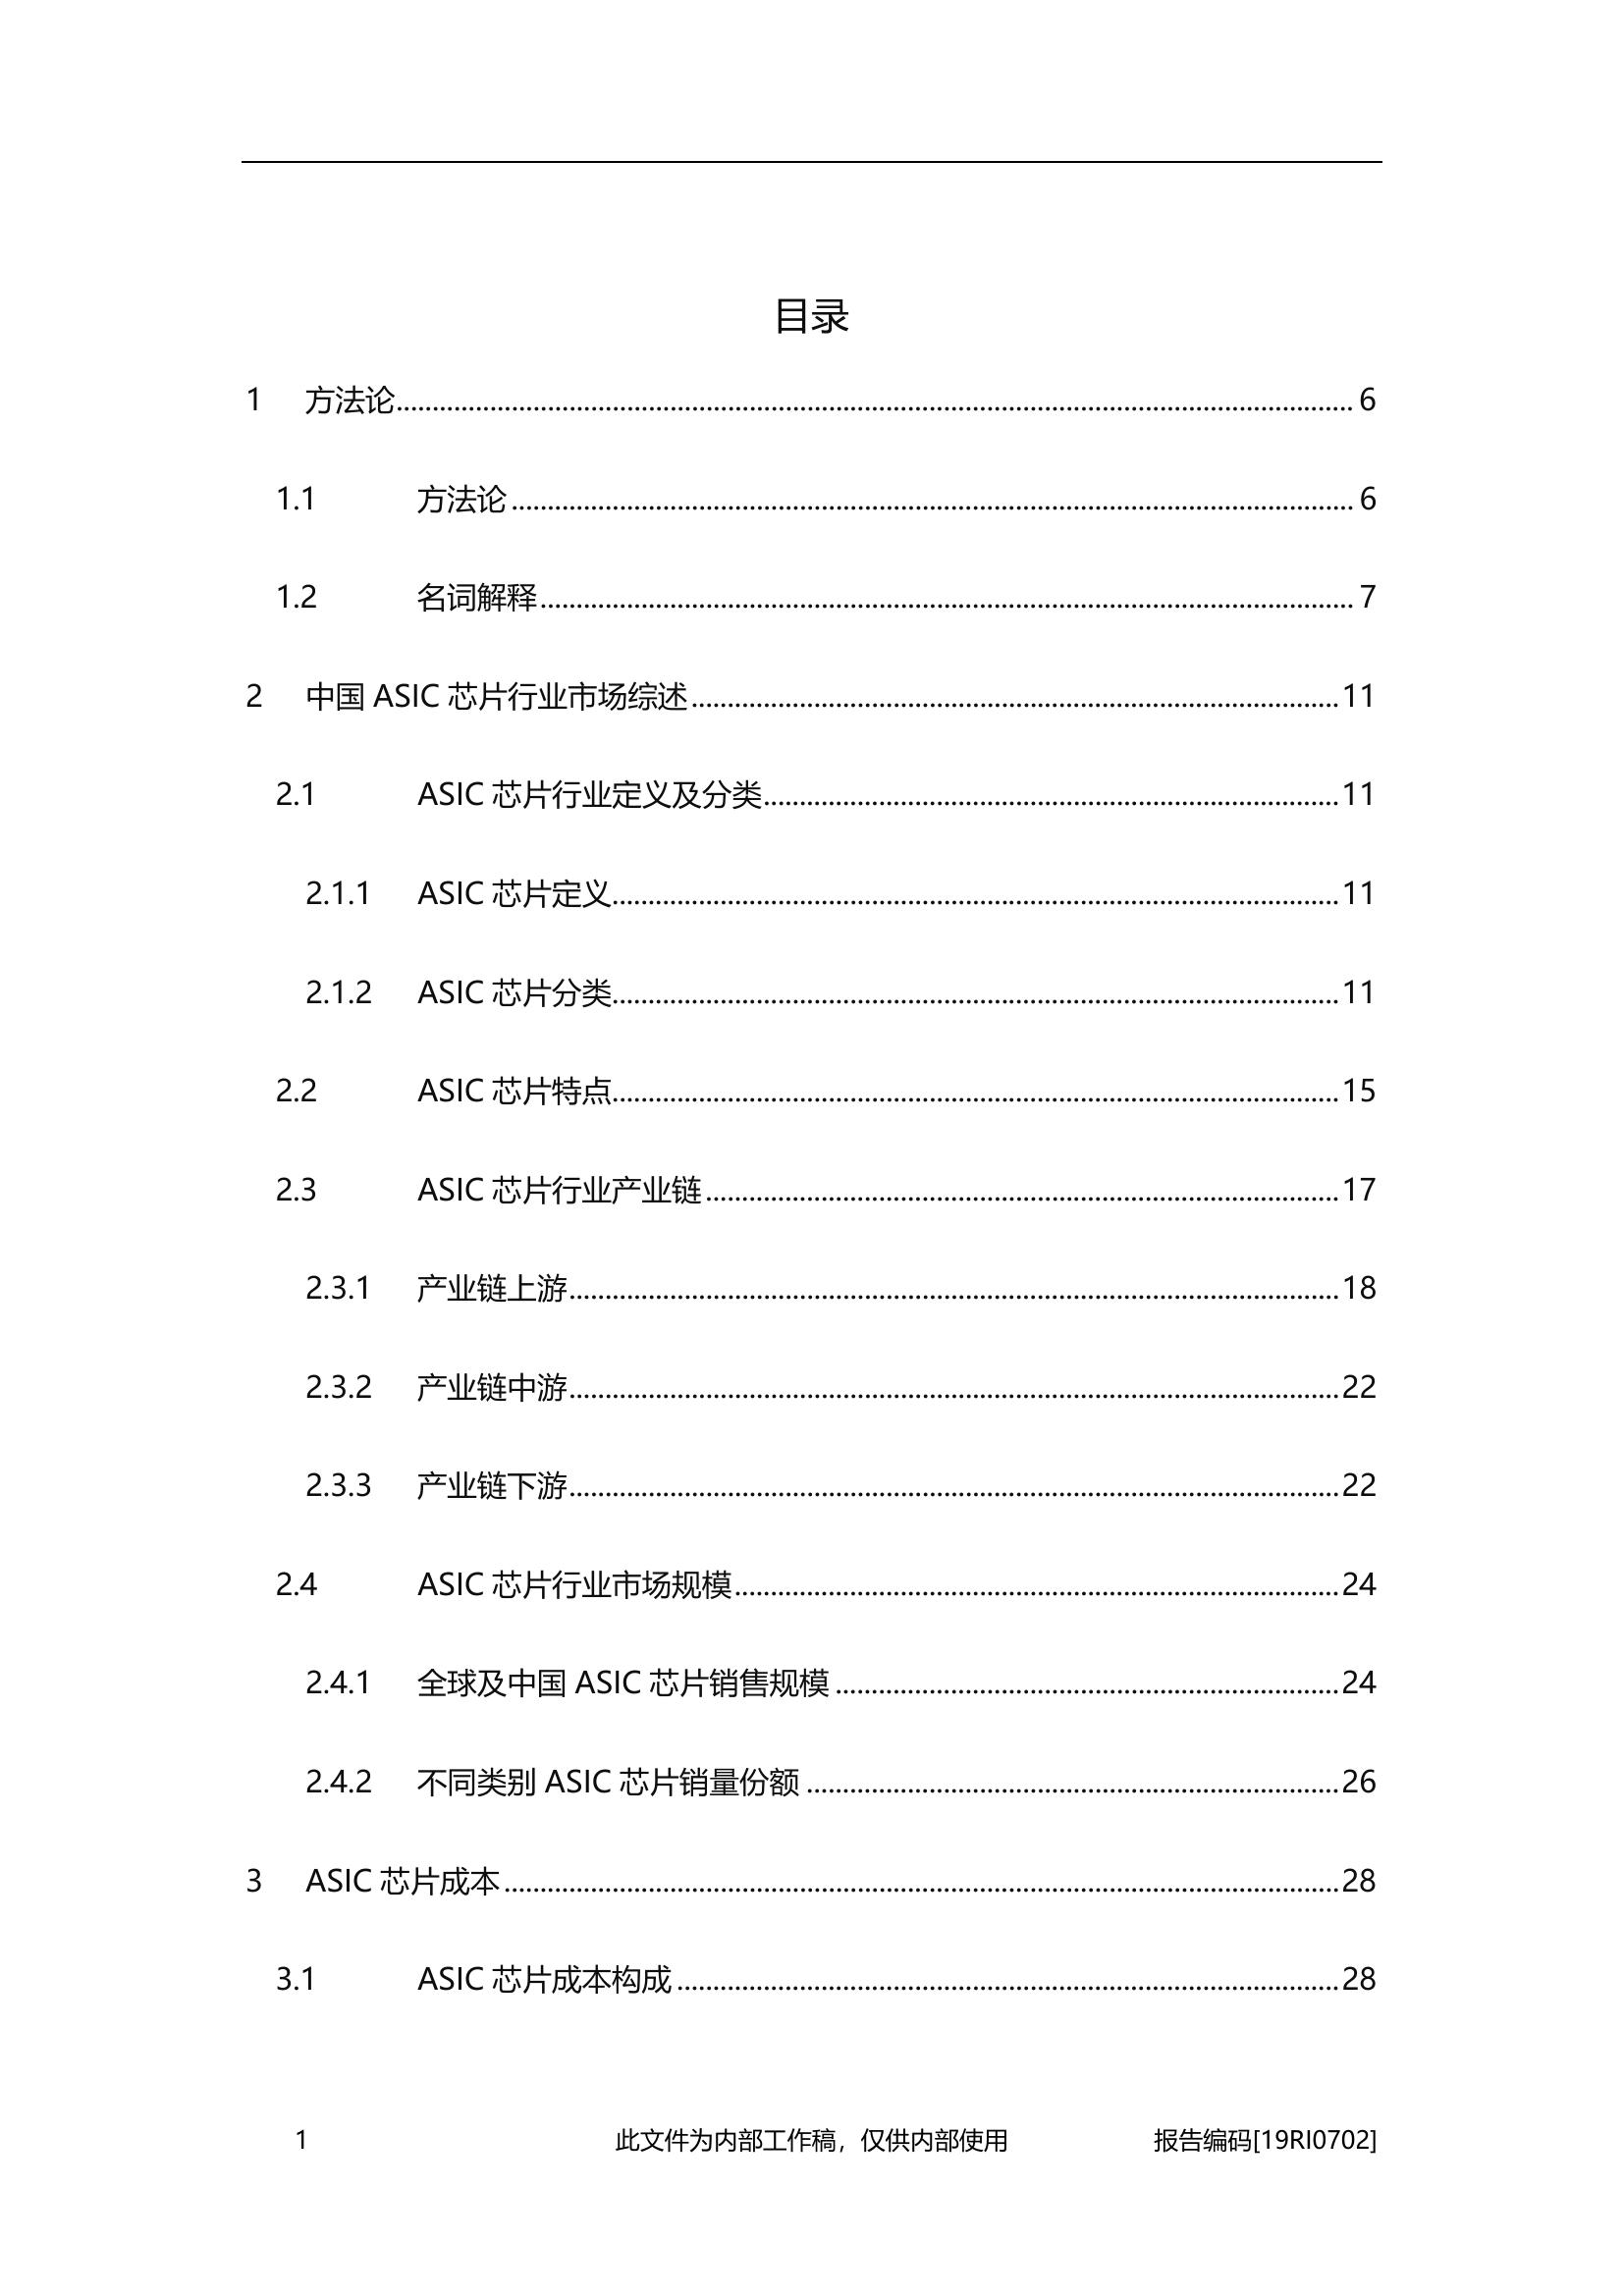 目录
1 方法论........ 6
1.1 方法论........ 6
1.2 名词解释........ 7
2 中国 ASIC 芯片行业市场综述........ 11
2.1 ASIC 芯片行业定义及分类........ 11
2.1.1 ASIC 芯片定义........ 11
2.1.2 ASIC 芯片分类........ 11
2.2 ASIC 芯片特点........ 15
2.3 ASIC 芯片行业产业链........ 17
2.3.1 产业链上游........ 18
2.3.2 产业链中游........ 22
2.3.3 产业链下游........ 22
2.4 ASIC 芯片行业市场规模........ 24
2.4.1 全球及中国 ASIC 芯片销售规模........ 24
2.4.2 不同类别 ASIC 芯片销量份额........ 26
3 ASIC 芯片成本........ 28
3.1 ASIC 芯片成本构成........ 28
1 此文件为内部工作稿，仅供内部使用 报告编码[19RI0702]